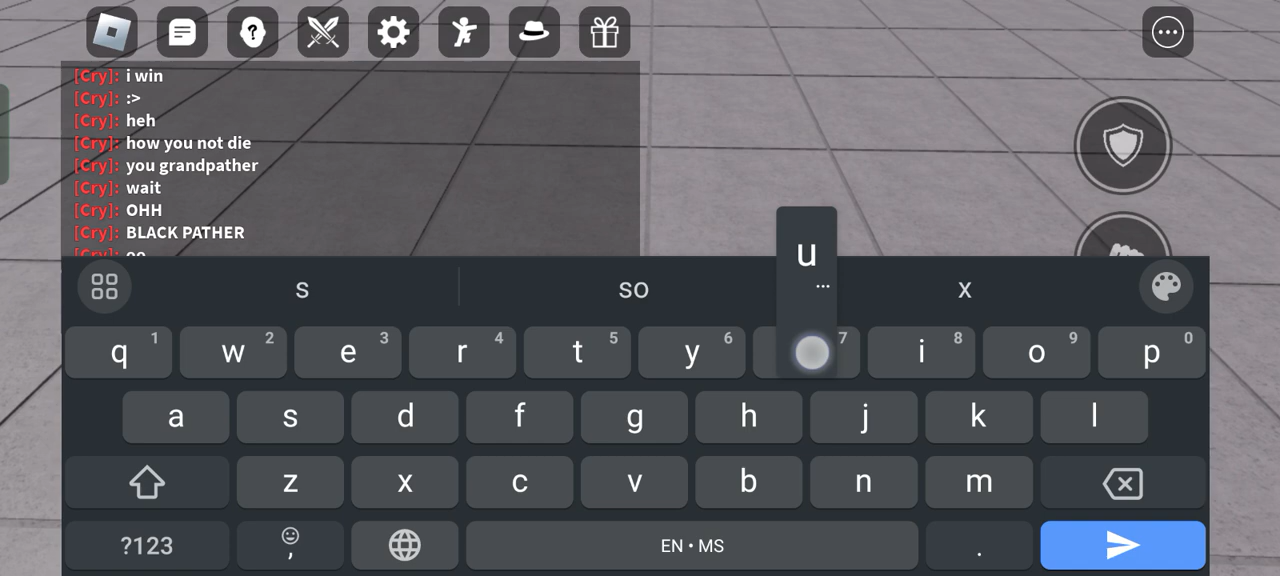 [Cry]: i win
[Cry]: :>
[Cry]: heh
[Cry]: how you not die
[Cry]: you grandpather
[Cry]: wait
[Cry]: OHH
[Cry]: BLACK PATHER
u
...
s so x
q 1 w 2 e 3 r 4 t 5 y 6 7 i 8 o 9 p 0
a s d f g h j k l
z x c v b n m
?123 , EN • MS .